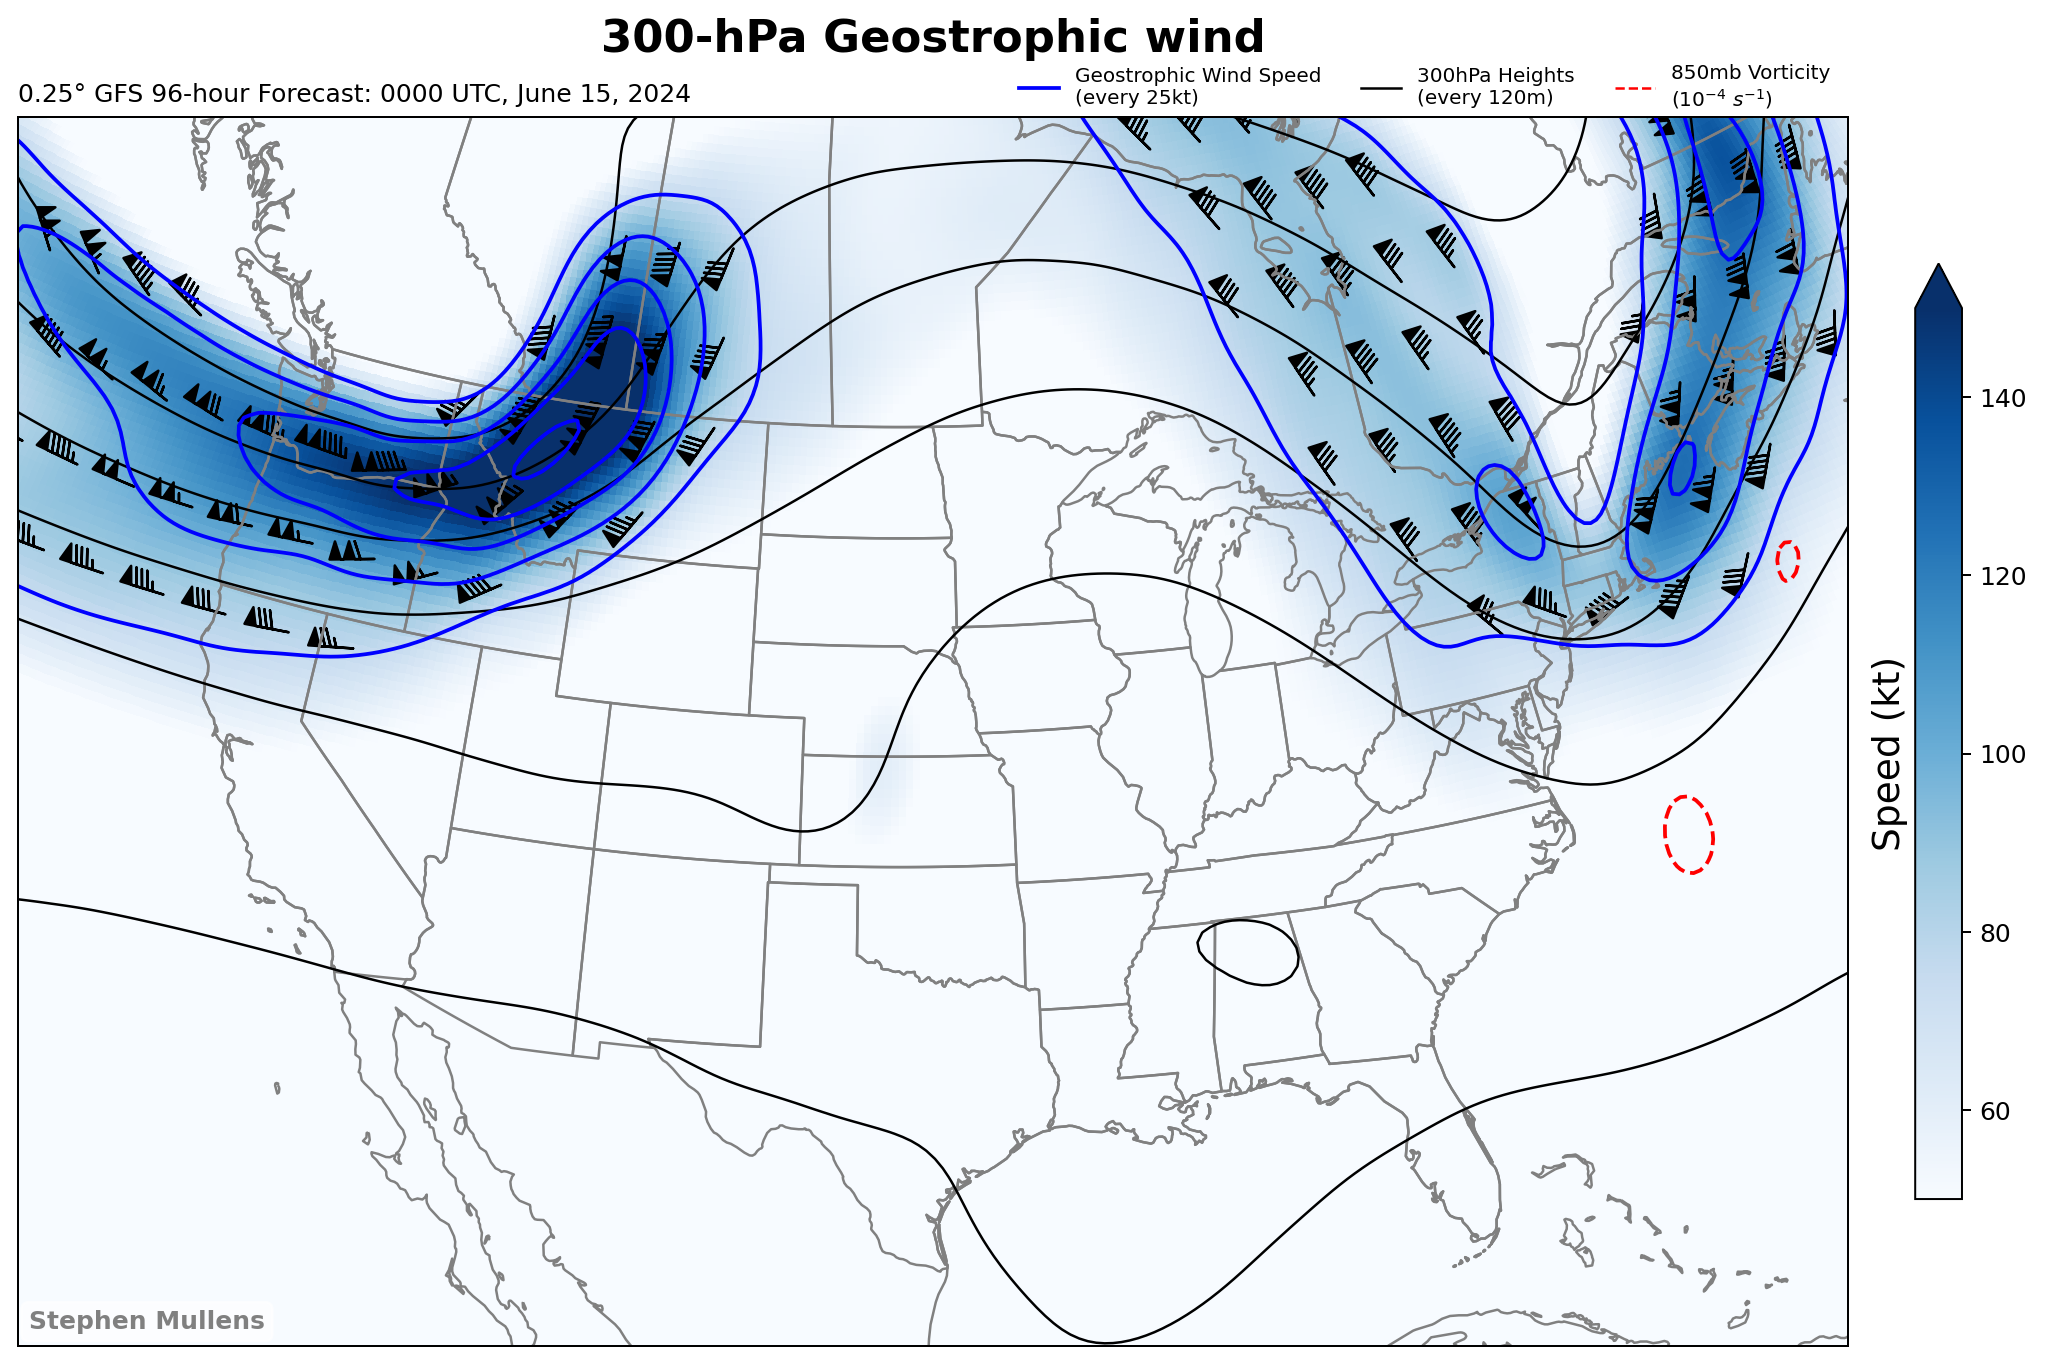 300-hPa Geostrophic wind
0.25° GFS 96-hour Forecast: 0000 UTC, June 15, 2024
Geostrophic Wind Speed
(every 25kt)
300hPa Heights
(every 120m)
850mb Vorticity
(10⁻⁴ s⁻¹)
140
120
100
80
60
Speed (kt)
Stephen Mullens